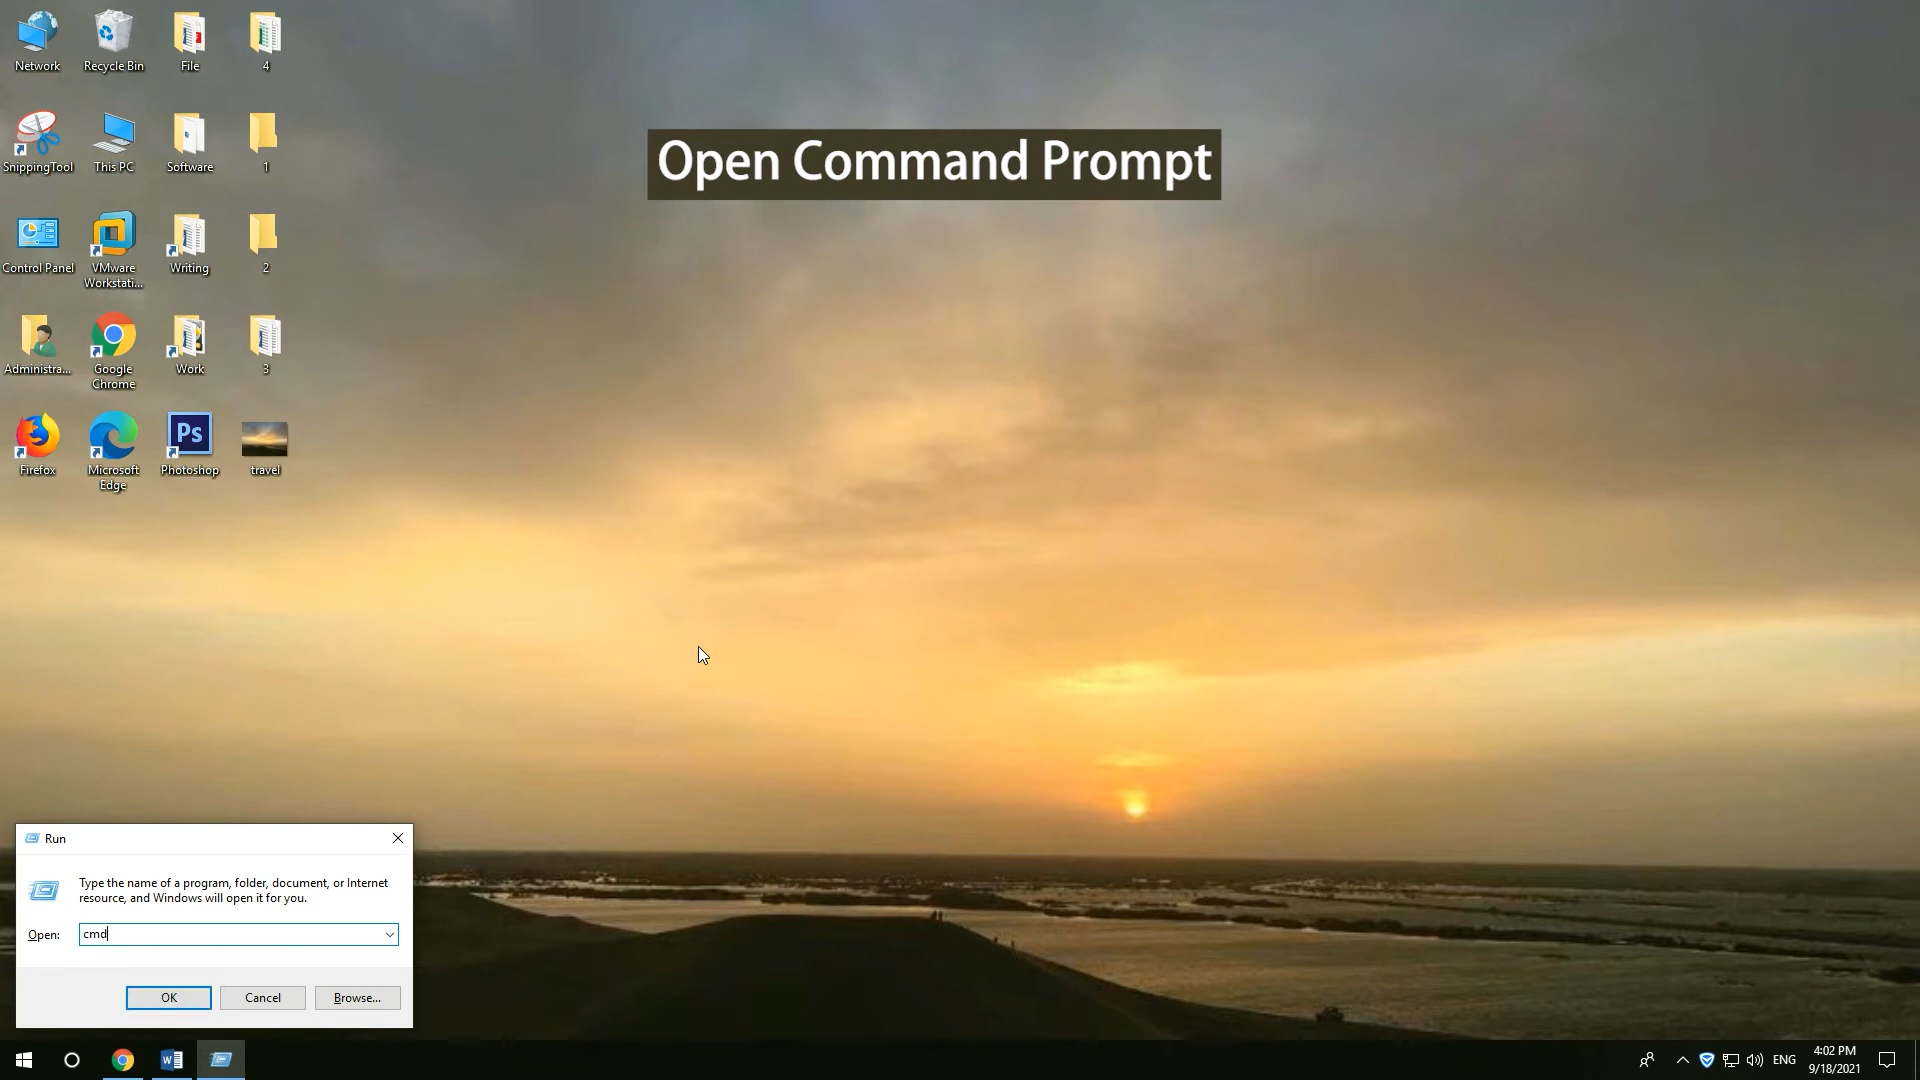 Network
Recycle Bin
File
4
SnippingTool
This PC
Software
1
Control Panel
VMware
Workstati...
Writing
2
Administra...
Google
Chrome
Work
3
Firefox
Microsoft
Edge
Ps
Photoshop
travel
Open Command Prompt
Run
Type the name of a program, folder, document, or Internet
resource, and Windows will open it for you.
Open:
cmd
OK
Cancel
Browse...
W
ENG
4:02 PM
9/18/2021